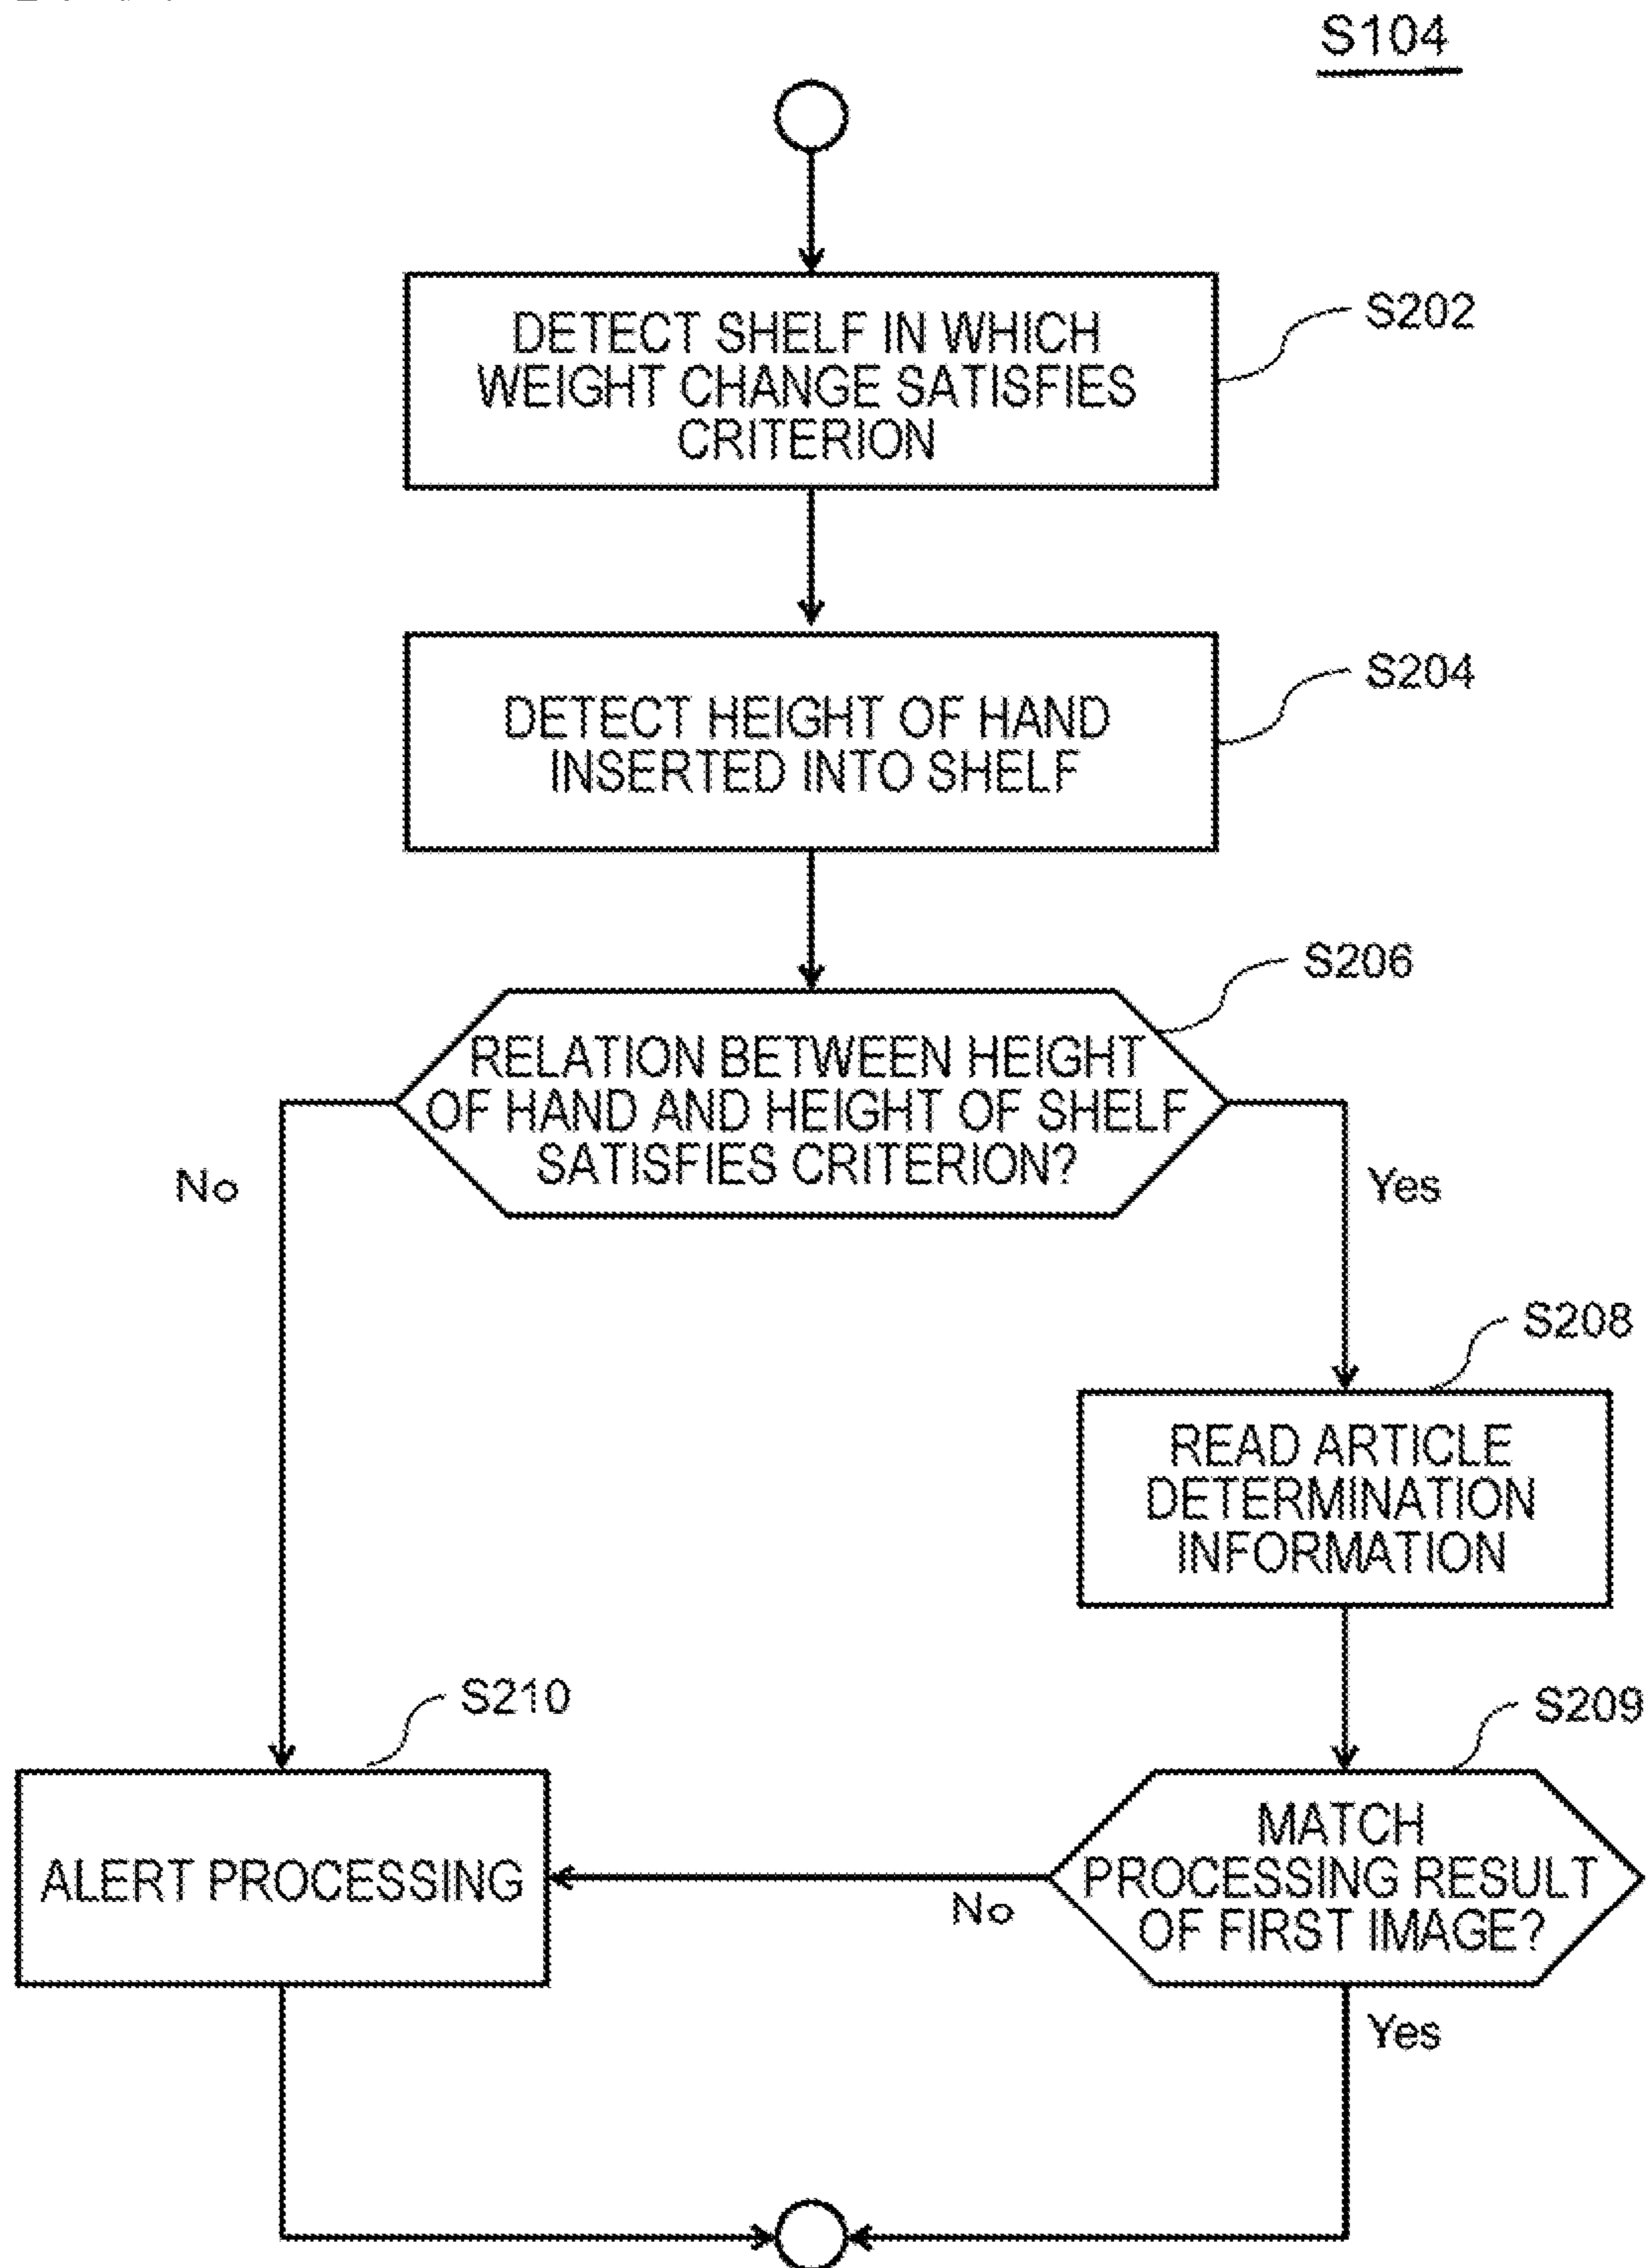 S104
DETECT SHELF IN WHICH
WEIGHT CHANGE SATISFIES
CRITERION
S202
DETECT HEIGHT OF HAND
INSERTED INTO SHELF
S204
RELATION BETWEEN HEIGHT
OF HAND AND HEIGHT OF SHELF
SATISFIES CRITERION?
S206
No
Yes
READ ARTICLE
DETERMINATION
INFORMATION
S208
ALERT PROCESSING
S210
MATCH
PROCESSING RESULT
OF FIRST IMAGE?
S209
No
Yes